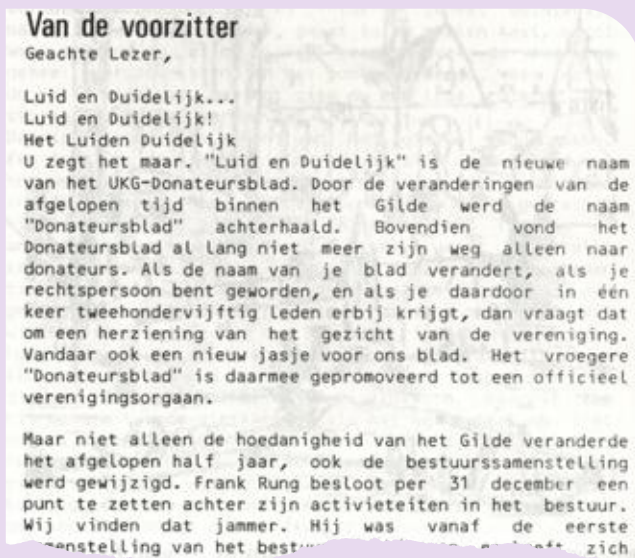 Van de voorzitter
Geachte Lezer,
Luid en Duidelijk...
Luid en Duidelijk!
Het Luiden Duidelijk
U zegt het maar. "Luid en Duidelijk" is de nieuwe naam
van het UKG-Donateursblad. Door de veranderingen van de
afgelopen tijd binnen het Gilde werd de naam
"Donateursblad" achterhaald. Bovendien vond het
Donateursblad al lang niet meer zijn weg alleen naar
donateurs. Als de naam van je blad verandert, als je
rechtspersoon bent geworden, en als je daardoor in één
keer tweehondervijftig leden erbij krijgt, dan vraagt dat
om een herziening van het gezicht van de vereniging.
Vandaar ook een nieuw jasje voor ons blad. Het vroegere
"Donateursblad" is daarmee gepromoveerd tot een officieel
verenigingsorgaan.
Maar niet alleen de hoedanigheid van het Gilde veranderde
het afgelopen half jaar, ook de bestuurssamenstelling
werd gewijzigd. Frank Rung besloot per 31 december een
punt te zetten achter zijn activieteiten in het bestuur.
Wij vinden dat jammer. Hij was vanaf de eerste
van het zich